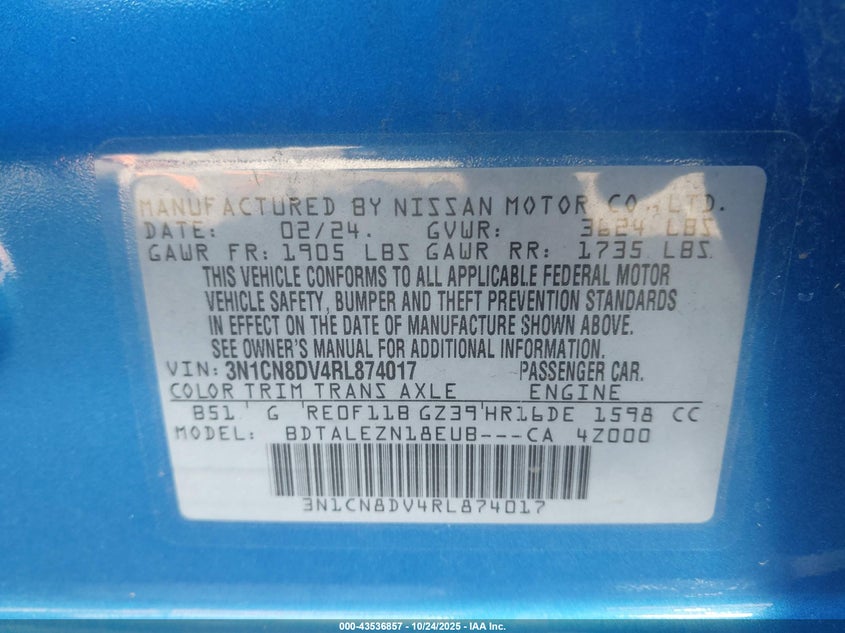 MANUFACTURED BY NISSAN MOTOR CO.,LTD.
DATE: 02/24. GVWR: 3624 LBS
GAWR FR: 1905 LBS GAWR RR: 1735 LBS
THIS VEHICLE CONFORMS TO ALL APPLICABLE FEDERAL MOTOR
VEHICLE SAFETY, BUMPER AND THEFT PREVENTION STANDARDS
IN EFFECT ON THE DATE OF MANUFACTURE SHOWN ABOVE.
SEE OWNER'S MANUAL FOR ADDITIONAL INFORMATION.
VIN: 3N1CN8DV4RL874017 PASSENGER CAR.
COLOR TRIM TRANS AXLE ENGINE
B51 G RE0F11B GZ39 HR16DE 1598 CC
MODEL: BDTALEZN18EUB---CA 4Z000
3N1CN8DV4RL874017
000-43536857 - 10/24/2025 - IAA Inc.